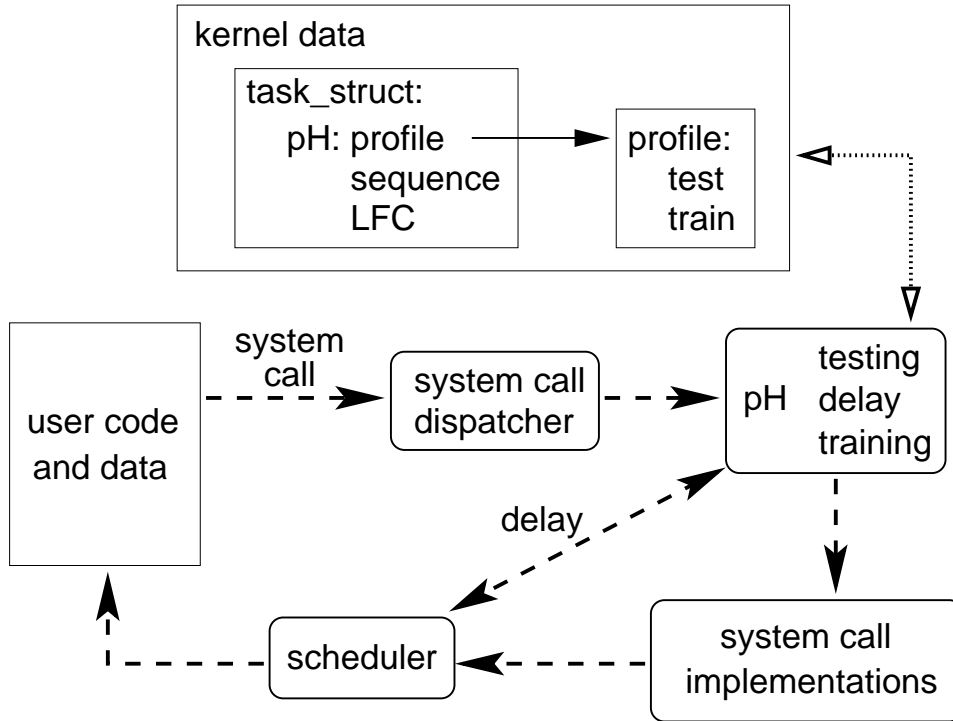 kernel data
task_struct:
pH: profile
sequence
LFC
profile:
test
train
system
call
system call
dispatcher
testing
pH delay
training
user code
and data
delay
scheduler
system call
implementations